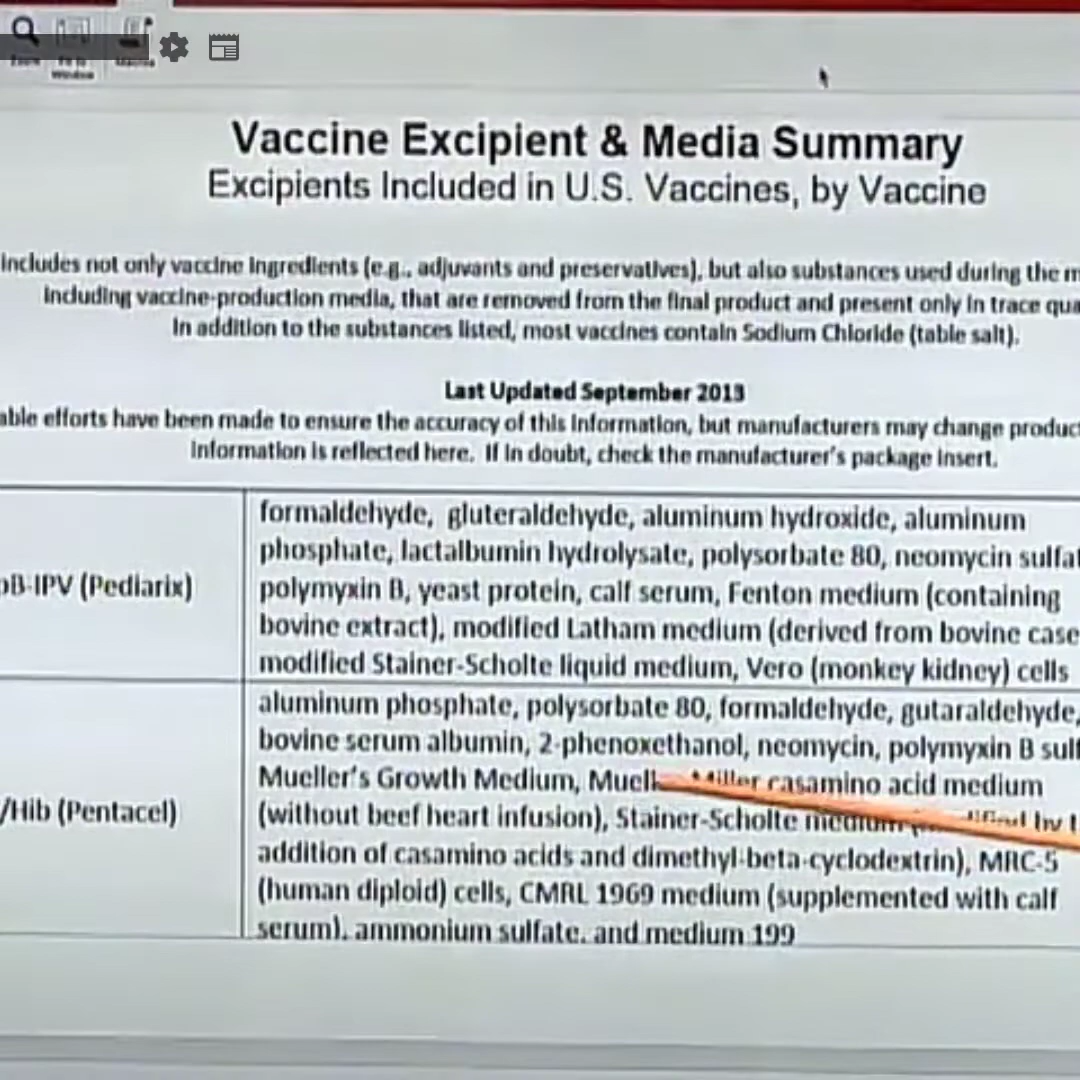 Window
Vaccine Excipient & Media Summary
Excipients Included in U.S. Vaccines, by Vaccine
includes not only vaccine ingredients (e.g., adjuvants and preservatives), but also substances used during the
including vaccine-production media, that are removed from the final product and present only in trace
In addition to the substances listed, most vaccines contain Sodium Chloride (table salt).
Last Updated September 2013
able efforts have been made to ensure the accuracy of this information, but manufacturers may change
information is reflected here. If in doubt, check the manufacturer's package insert.
formaldehyde, gluteraldehyde, aluminum hydroxide, aluminum
phosphate, lactalbumin hydrolysate, polysorbate 80, neomycin
B-IPV (Pediarix)
polymyxin B, yeast protein, calf serum, Fenton medium (containing
bovine extract), modified Latham medium (derived from bovine
modified Stainer-Scholte liquid medium, Vero (monkey kidney) cells
aluminum phosphate, polysorbate 80, formaldehyde, gutaraldehyde,
bovine serum albumin, 2-phenoxethanol, neomycin, polymyxin B
Mueller's Growth Medium, Miller casamino acid medium
/Hib (Pentacel)
(without beef heart infusion), Stainer-Scholte medium by
addition of casamino acids and dimethyl-beta-cyclodextrin), MRC-5
(human diploid) cells, CMRL 1969 medium (supplemented with calf
serum), ammonium sulfate, and medium 199